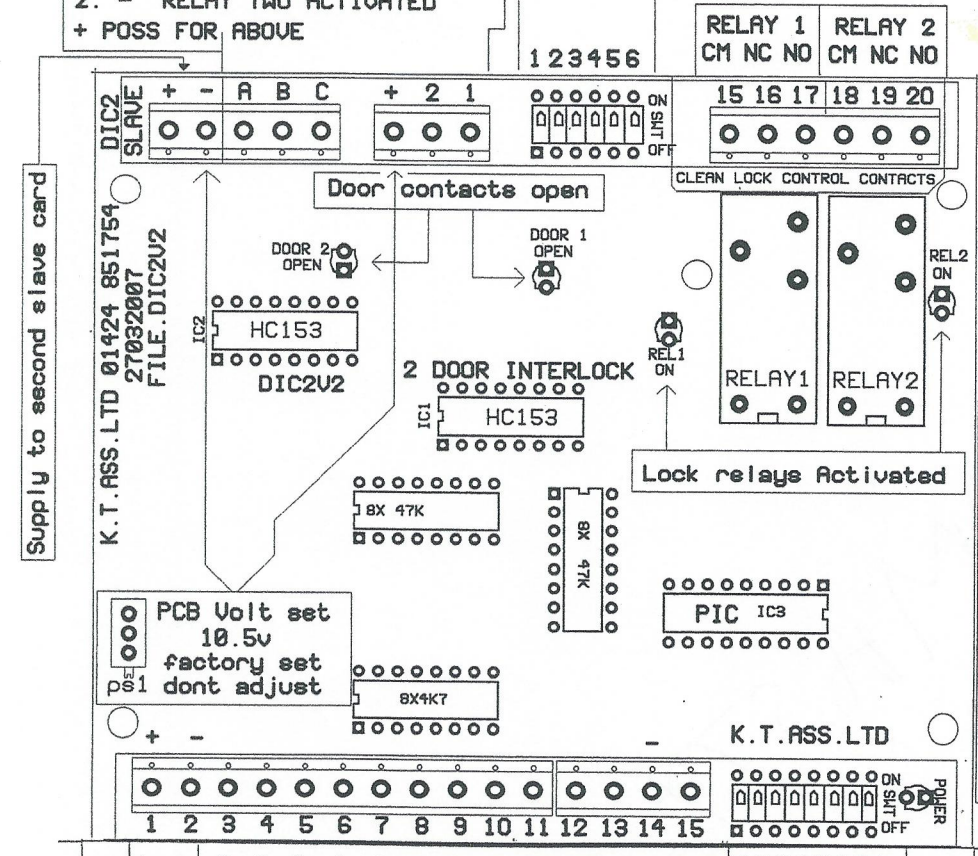 2. - RELAY TWO ACTIVATED
+ POSS FOR ABOVE
123456
RELAY 1
CM NC NO
RELAY 2
CM NC NO
DIC2
SLAVE
+ - A B C
+ 2 1
ON
SWT
OFF
15 16 17 18 19 20
CLEAN LOCK CONTROL CONTACTS
Supply to second slave card
K.T.ASS.LTD 01424 851754
27032007
FILE.DIC2V2
Door contacts open
DOOR 2
OPEN
DOOR 1
OPEN
REL2
ON
IC2
HC153
DIC2V2
REL1
ON
2 DOOR INTERLOCK
IC1
HC153
RELAY1
RELAY2
Lock relays Activated
8X 47K
8X 47K
PIC IC3
PCB Volt set
10.5v
factory set
dont adjust
ps1
8X4K7
+ -
-
K.T.ASS.LTD
ON
SWT
OFF
POWER
1 2 3 4 5 6 7 8 9 10 11 12 13 14 15